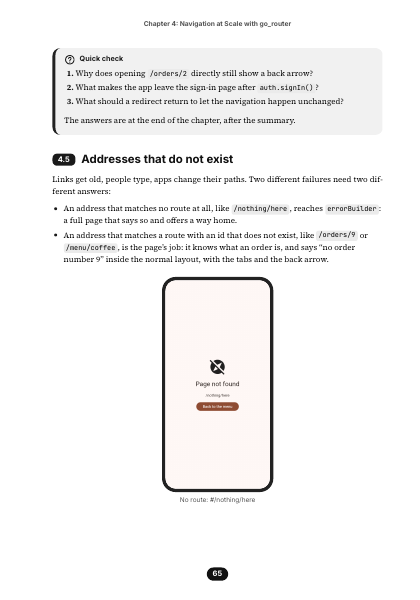 Chapter 4: Navigation at Scale with go_router
Quick check
1. Why does opening /orders/2 directly still show a back arrow?
2. What makes the app leave the sign-in page after auth.signIn()?
3. What should a redirect return to let the navigation happen unchanged?
The answers are at the end of the chapter, after the summary.
4.5 Addresses that do not exist
Links get old, people type, apps change their paths. Two different failures need two dif-
ferent answers:
• An address that matches no route at all, like /nothing/here, reaches errorBuilder:
a full page that says so and offers a way home.
• An address that matches a route with an id that does not exist, like /orders/9 or
/menu/coffee, is the page's job: it knows what an order is, and says “no order
number 9” inside the normal layout, with the tabs and the back arrow.
Page not found
/nothing/here
Back to the menu
No route: #/nothing/here
65